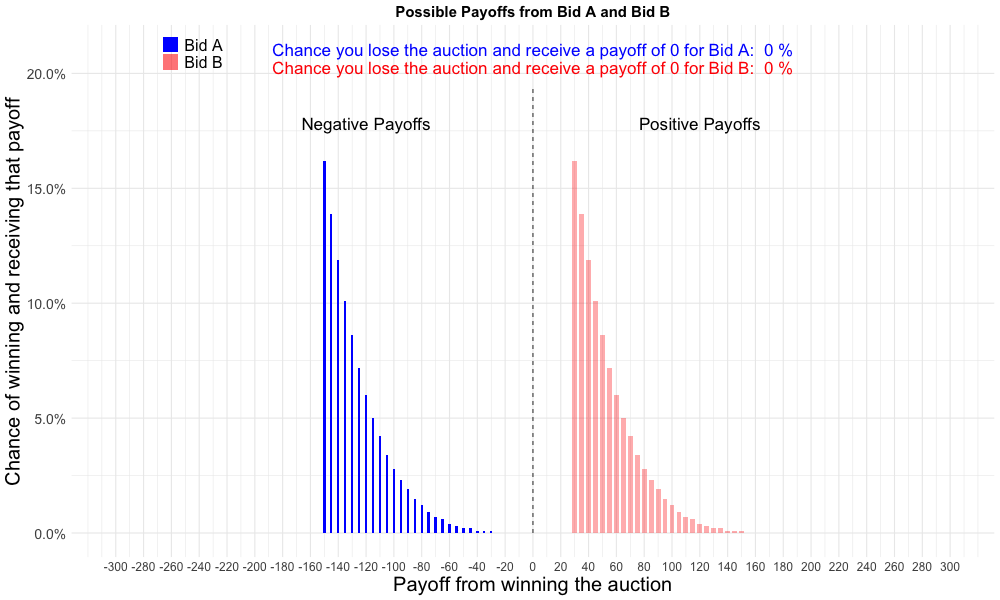 Possible Payoffs from Bid A and Bid B
Bid A
Bid B
Chance you lose the auction and receive a payoff of 0 for Bid A:  0 %
Chance you lose the auction and receive a payoff of 0 for Bid B:  0 %
Negative Payoffs
Positive Payoffs
Chance of winning and receiving that payoff
20.0%
15.0%
10.0%
5.0%
0.0%
-300 -280 -260 -240 -220 -200 -180 -160 -140 -120 -100 -80 -60 -40 -20 0 20 40 60 80 100 120 140 160 180 200 220 240 260 280 300
Payoff from winning the auction